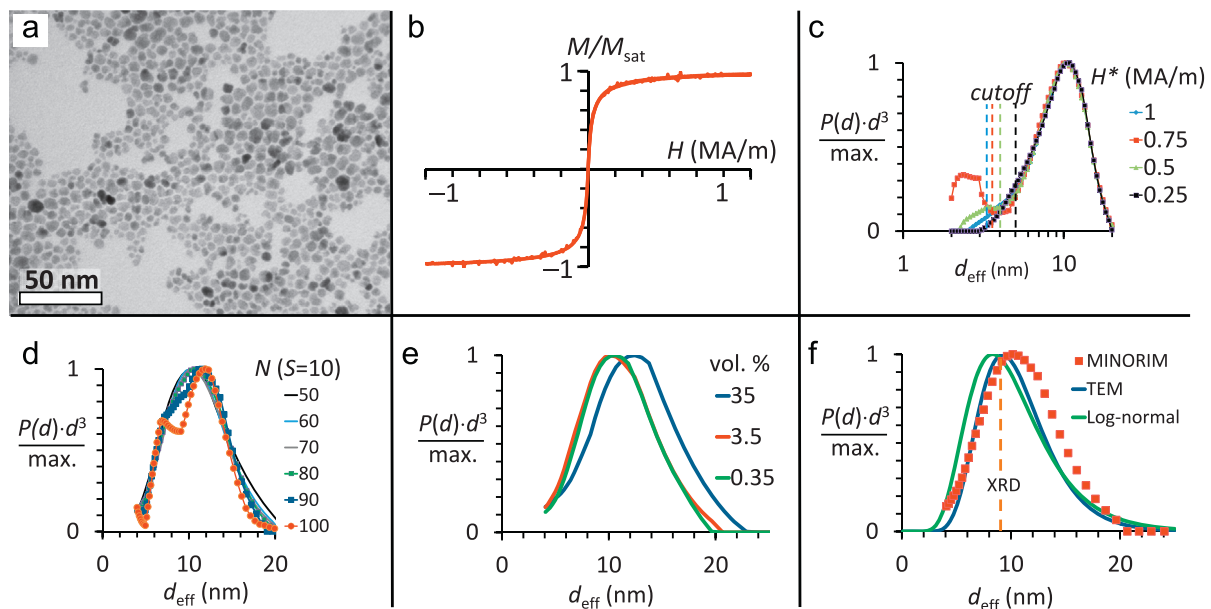 a
50 nm
b
M/Msat
1
H (MA/m)
−1
1
−1
c
H* (MA/m)
1
cutoff
P(d)·d³
max.
1
0.75
0.5
0.25
0
1
10
deff (nm)
d
N (S=10)
1
P(d)·d³
max.
50
60
70
80
90
100
0
0
10
20
deff (nm)
e
1
vol. %
P(d)·d³
max.
35
3.5
0.35
0
0
10
20
deff (nm)
f
1
MINORIM
TEM
Log-normal
P(d)·d³
max.
XRD
0
0
10
20
deff (nm)